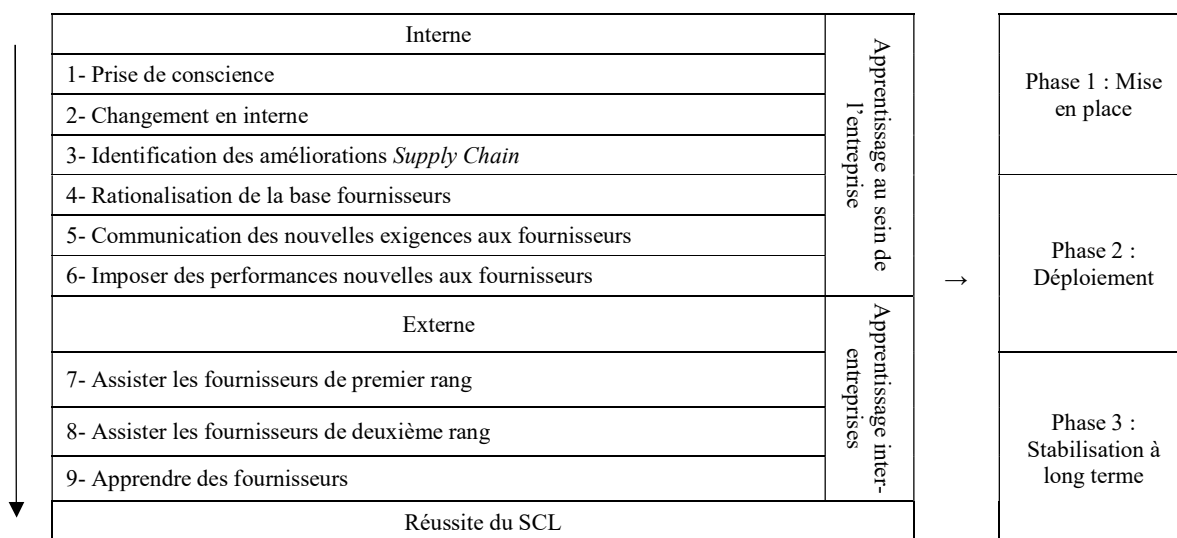 Interne
1- Prise de conscience
2- Changement en interne
3- Identification des améliorations Supply Chain
4- Rationalisation de la base fournisseurs
5- Communication des nouvelles exigences aux fournisseurs
6- Imposer des performances nouvelles aux fournisseurs
Apprentissage au sein de
l'entreprise
Externe
7- Assister les fournisseurs de premier rang
8- Assister les fournisseurs de deuxième rang
9- Apprendre des fournisseurs
Apprentissage inter-
entreprises
Réussite du SCL
→
Phase 1 : Mise
en place
Phase 2 :
Déploiement
Phase 3 :
Stabilisation à
long terme